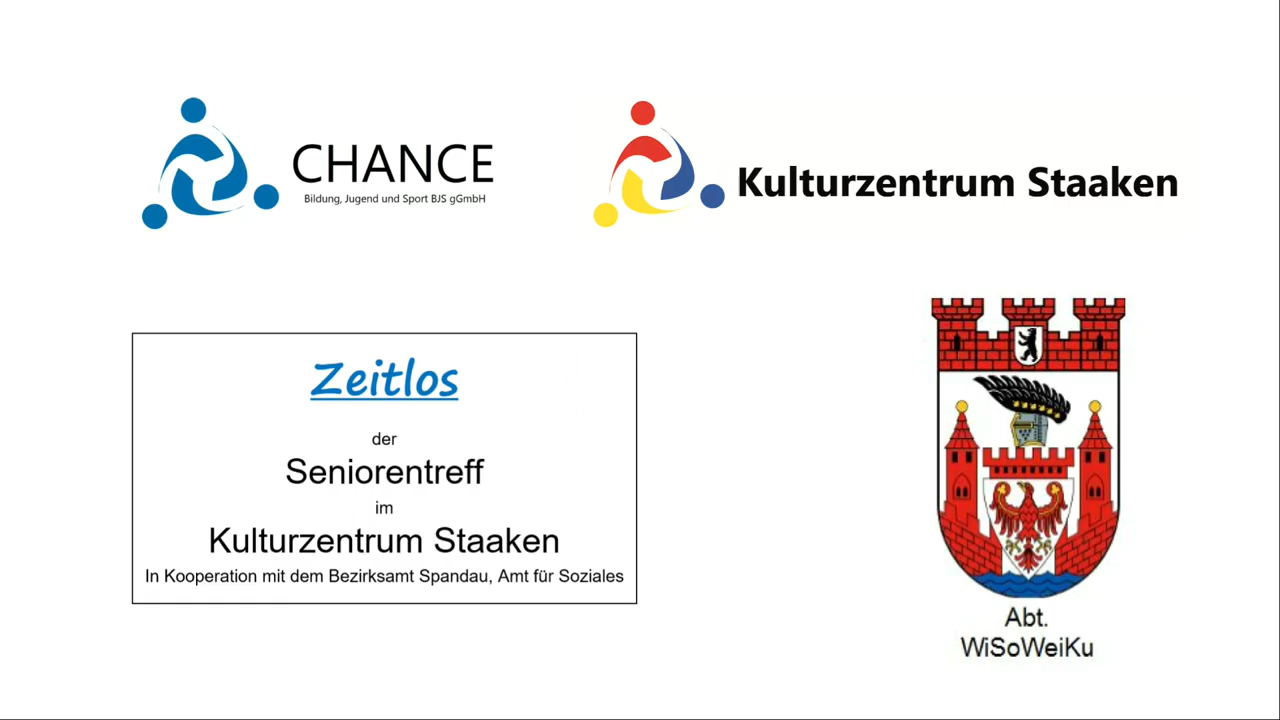 CHANCE
Bildung, Jugend und Sport BJS gGmbH
Kulturzentrum Staaken
Zeitlos
der
Seniorentreff
im
Kulturzentrum Staaken
In Kooperation mit dem Bezirksamt Spandau, Amt für Soziales
Abt.
WiSoWeiKu